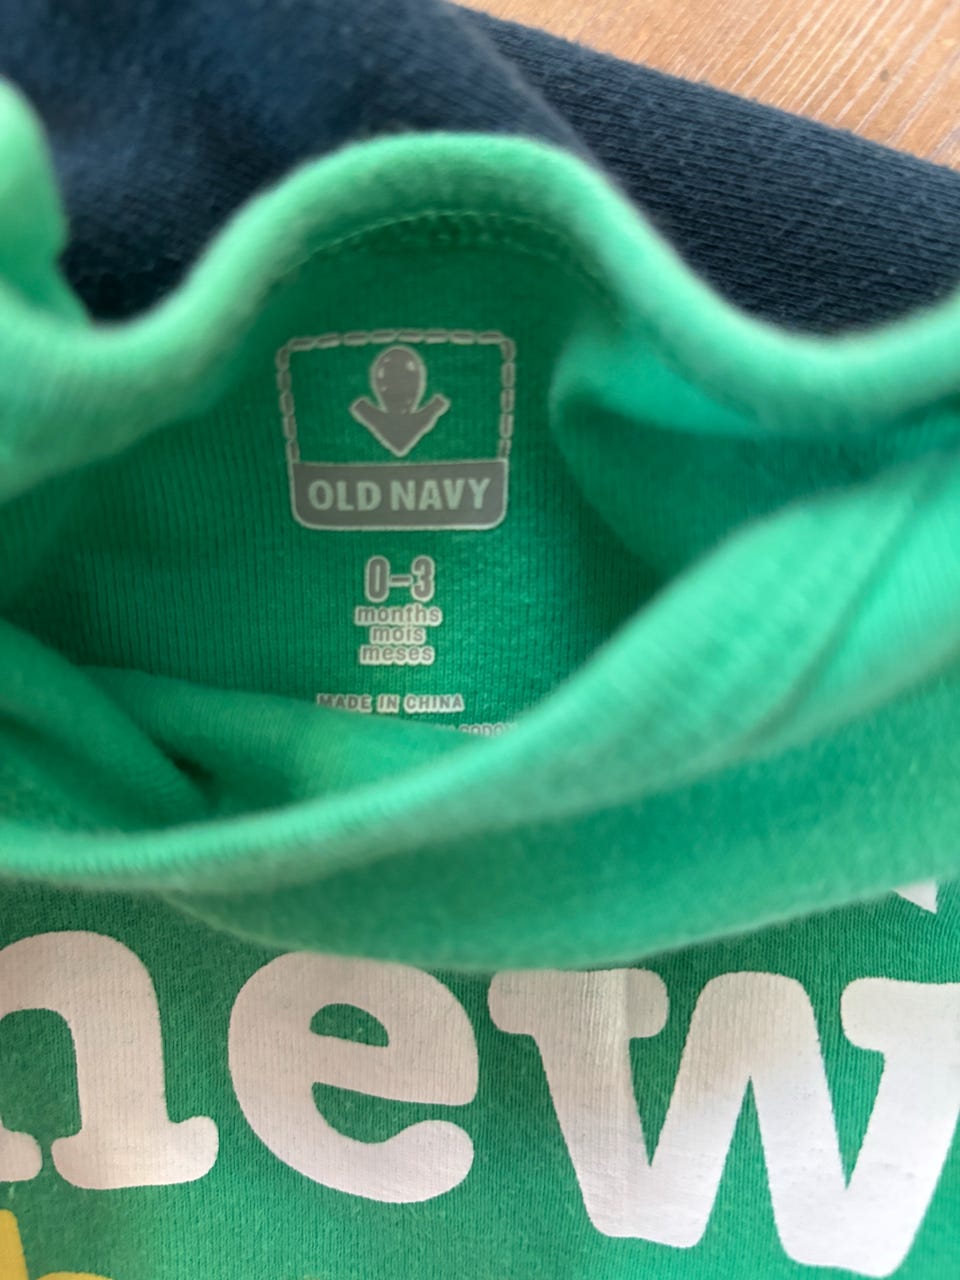 OLD NAVY
0-3
months
mois
meses
MADE IN CHINA
new